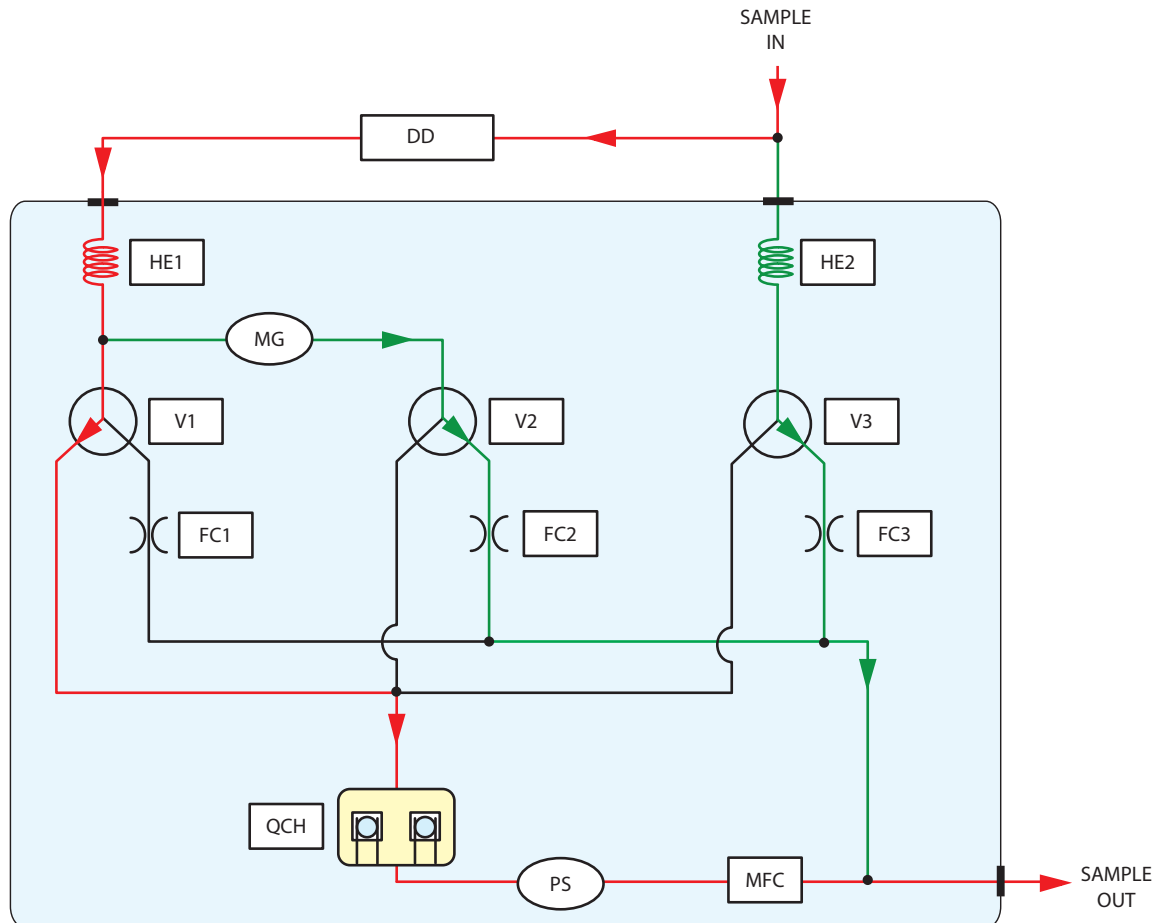 SAMPLE
IN
DD
HE1
HE2
MG
V1
V2
V3
FC1
FC2
FC3
QCH
PS
MFC
SAMPLE
OUT